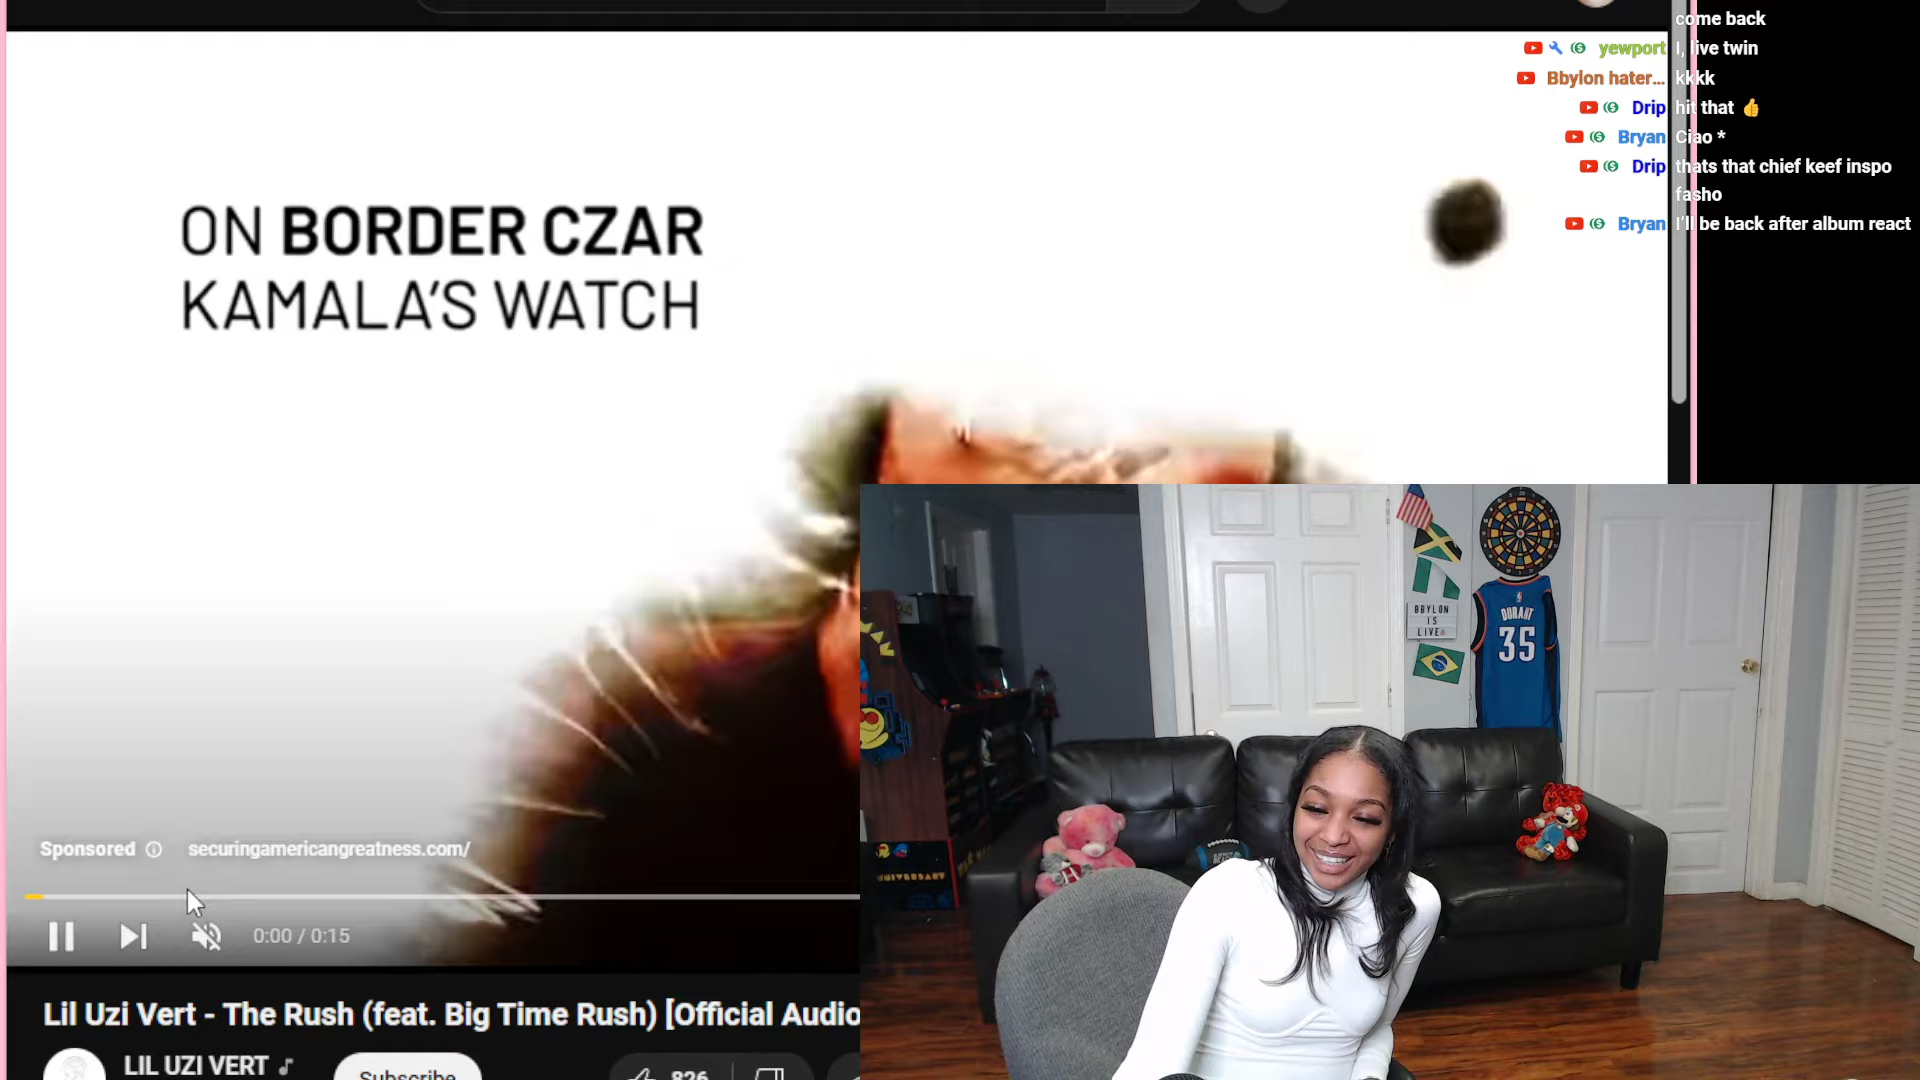 come back
yewport I, live twin
Bbylon hater... kkkk
Drip hit that 👍
Bryan Ciao *
Drip thats that chief keef inspo
fasho
Bryan I'll be back after album react
ON BORDER CZAR
KAMALA'S WATCH
BBYLON
IS
LIVE
DURANT
35
Sponsored securingamericangreatness.com/
0:00 / 0:15
Lil Uzi Vert - The Rush (feat. Big Time Rush) [Official Audio
LIL UZI VERT
Subscribe
826